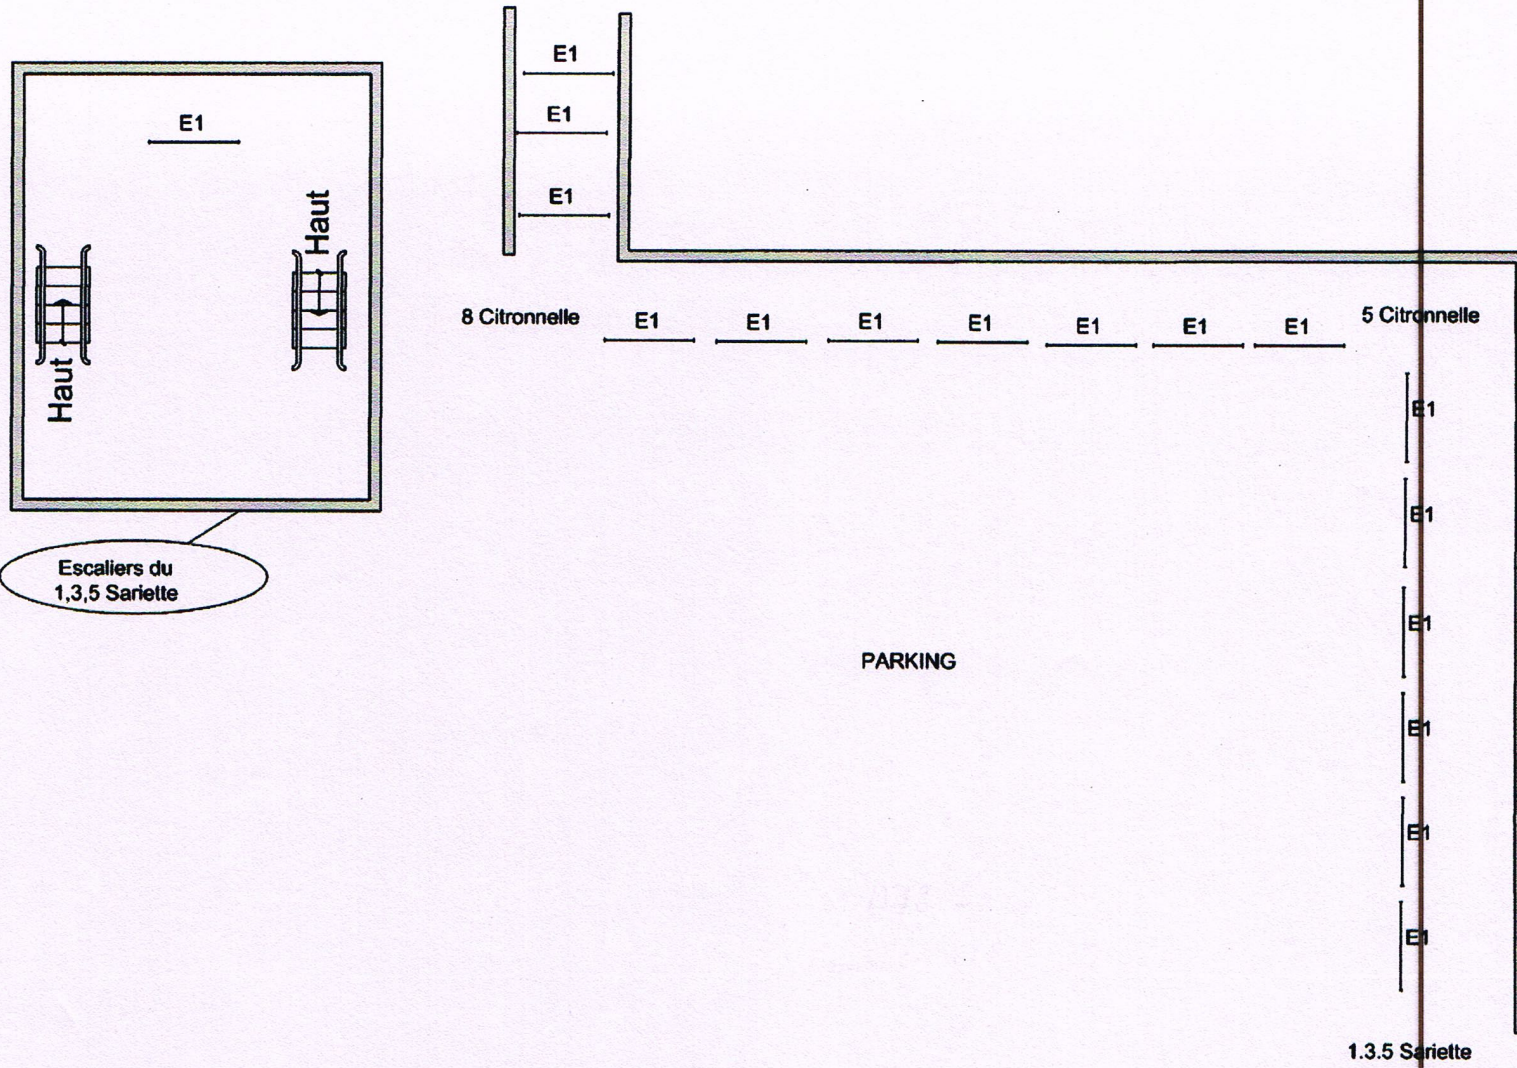 E1
Haut
Haut
Escaliers du
1,3,5 Sariette
E1
E1
E1
8 Citronnelle
E1
E1
E1
E1
E1
E1
E1
5 Citronnelle
E1
E1
E1
E1
E1
E1
PARKING
1.3.5 Sariette